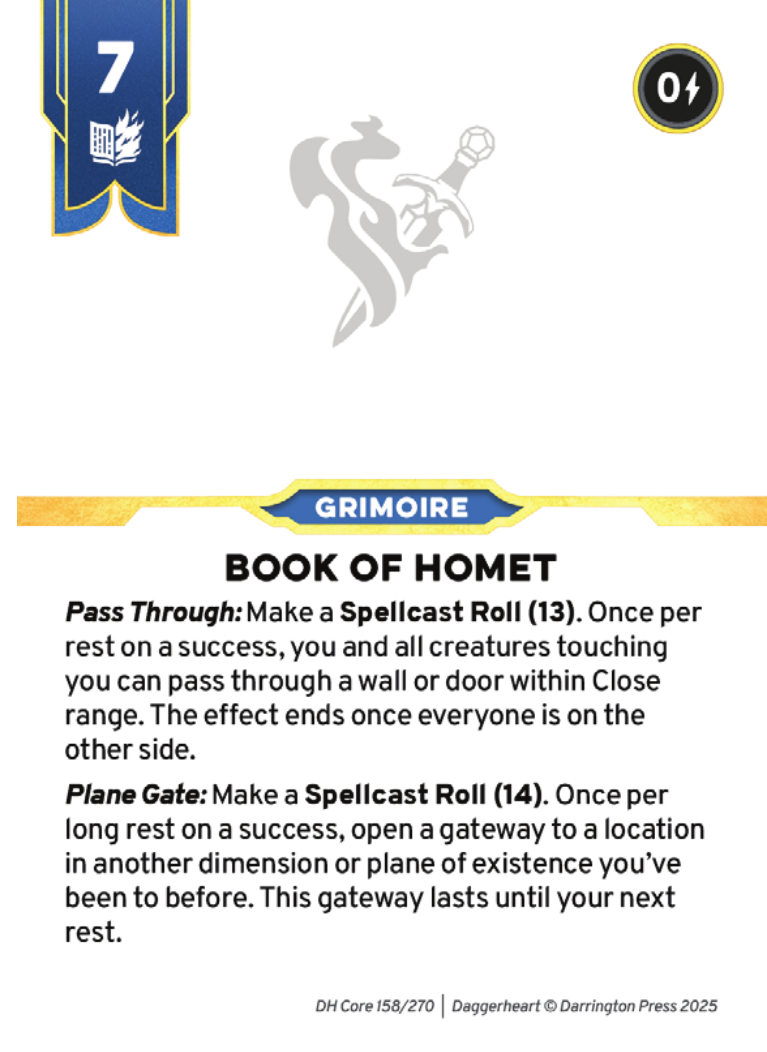 7
0
GRIMOIRE
BOOK OF HOMET
Pass Through: Make a Spellcast Roll (13). Once per
rest on a success, you and all creatures touching
you can pass through a wall or door within Close
range. The effect ends once everyone is on the
other side.
Plane Gate: Make a Spellcast Roll (14). Once per
long rest on a success, open a gateway to a location
in another dimension or plane of existence you’ve
been to before. This gateway lasts until your next
rest.
DH Core 158/270 | Daggerheart © Darrington Press 2025